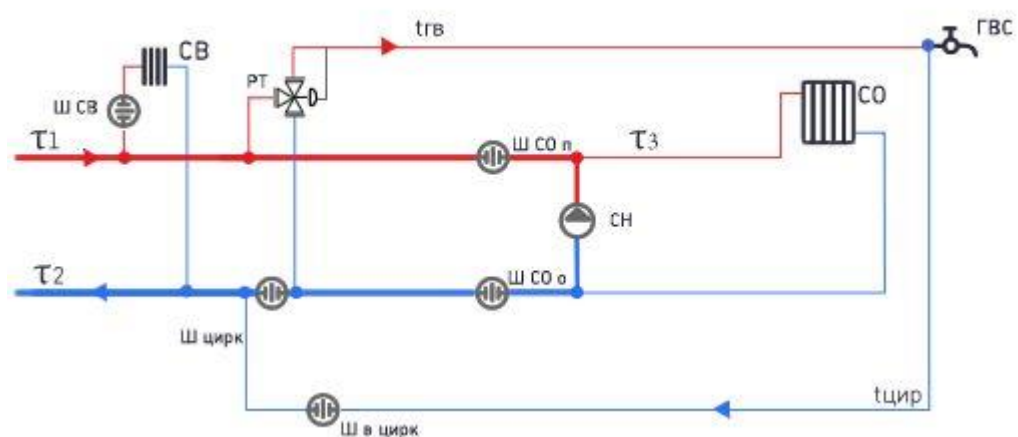 tгв
ГВС
СВ
РТ
СО
Ш СВ
τ1
Ш СО п
τ3
СН
τ2
Ш СО о
Ш цирк
tцир
Ш в цирк